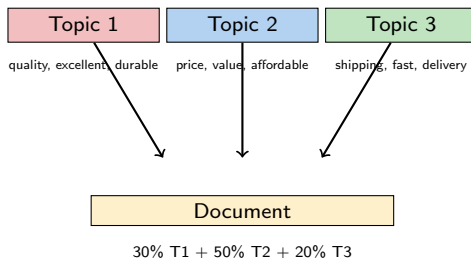 Topic 1
Topic 2
Topic 3
quality, excellent, durable
price, value, affordable
shipping, fast, delivery
Document
30% T1 + 50% T2 + 20% T3